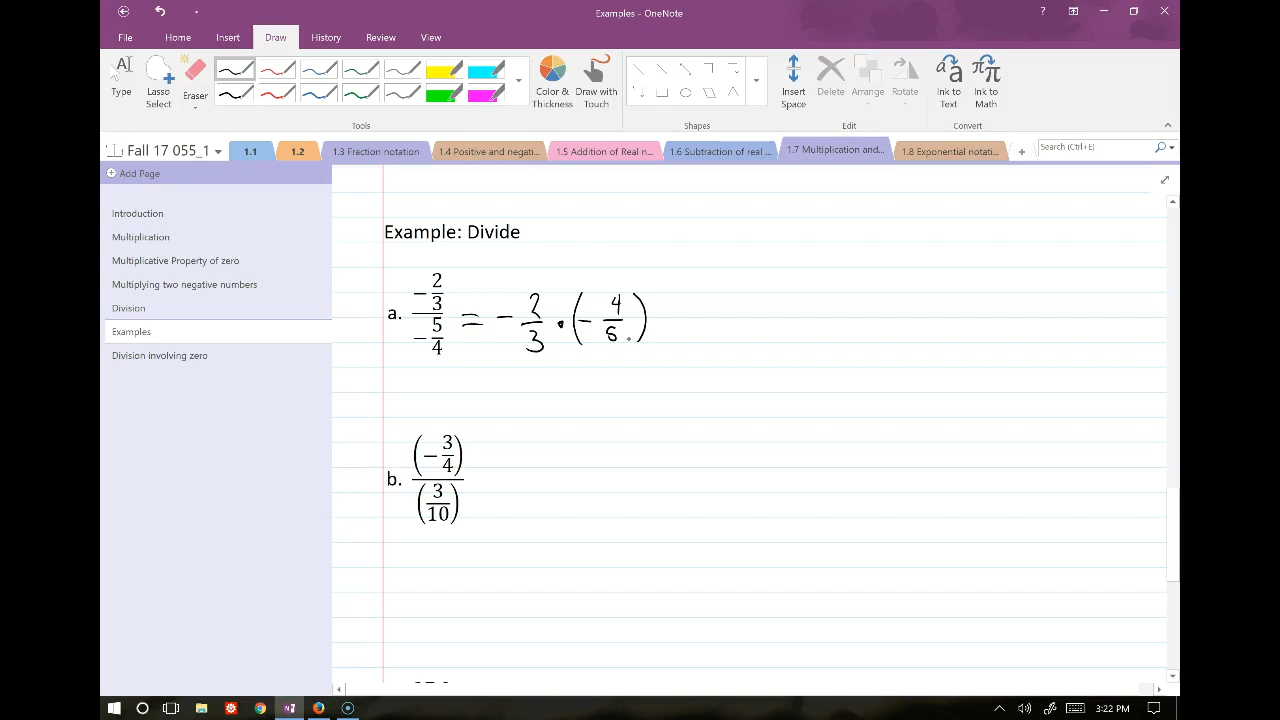 Examples - OneNote
?
File Home Insert Draw History Review View
Type
Lasso Select
Eraser
Color & Thickness
Draw with Touch
Insert Space
Delete
Arrange
Rotate
Ink to Text
Ink to Math
Tools Shapes Edit Convert
Fall 17 055_1 1.1 1.2 1.3 Fraction notation 1.4 Positive and negati... 1.5 Addition of Real n... 1.6 Subtraction of real ... 1.7 Multiplication and... 1.8 Exponential notati... Search (Ctrl+E)
Add Page
Introduction
Multiplication
Multiplicative Property of zero
Multiplying two negative numbers
Division
Examples
Division involving zero
Example: Divide
a. (-2/3)/(-5/4) = - 2/3 · (- 4/5)
b. (-3/4)/(3/10)
3:22 PM